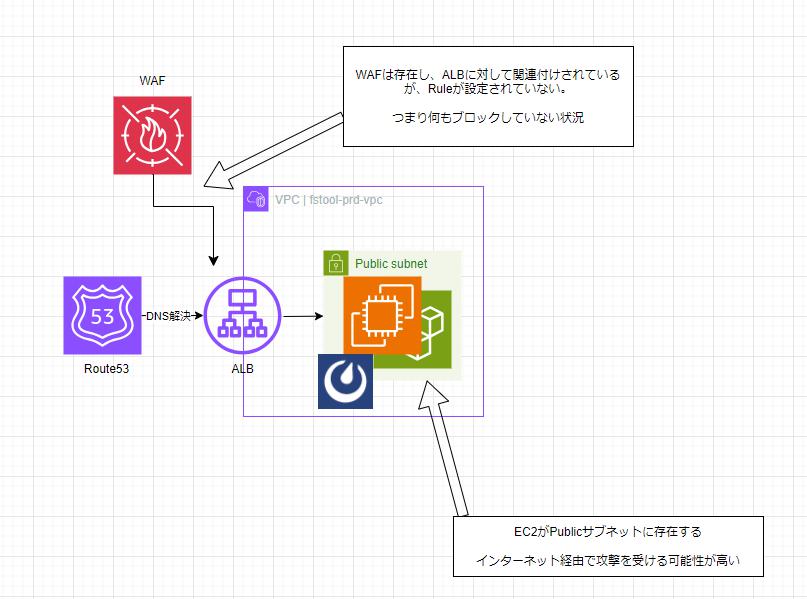 WAF
WAFは存在し、ALBに対して関連付けされている
が、Ruleが設定されていない。
つまり何もブロックしていない状況
VPC | fstool-prd-vpc
Public subnet
53
DNS解決
Route53
ALB
EC2がPublicサブネットに存在する
インターネット経由で攻撃を受ける可能性が高い